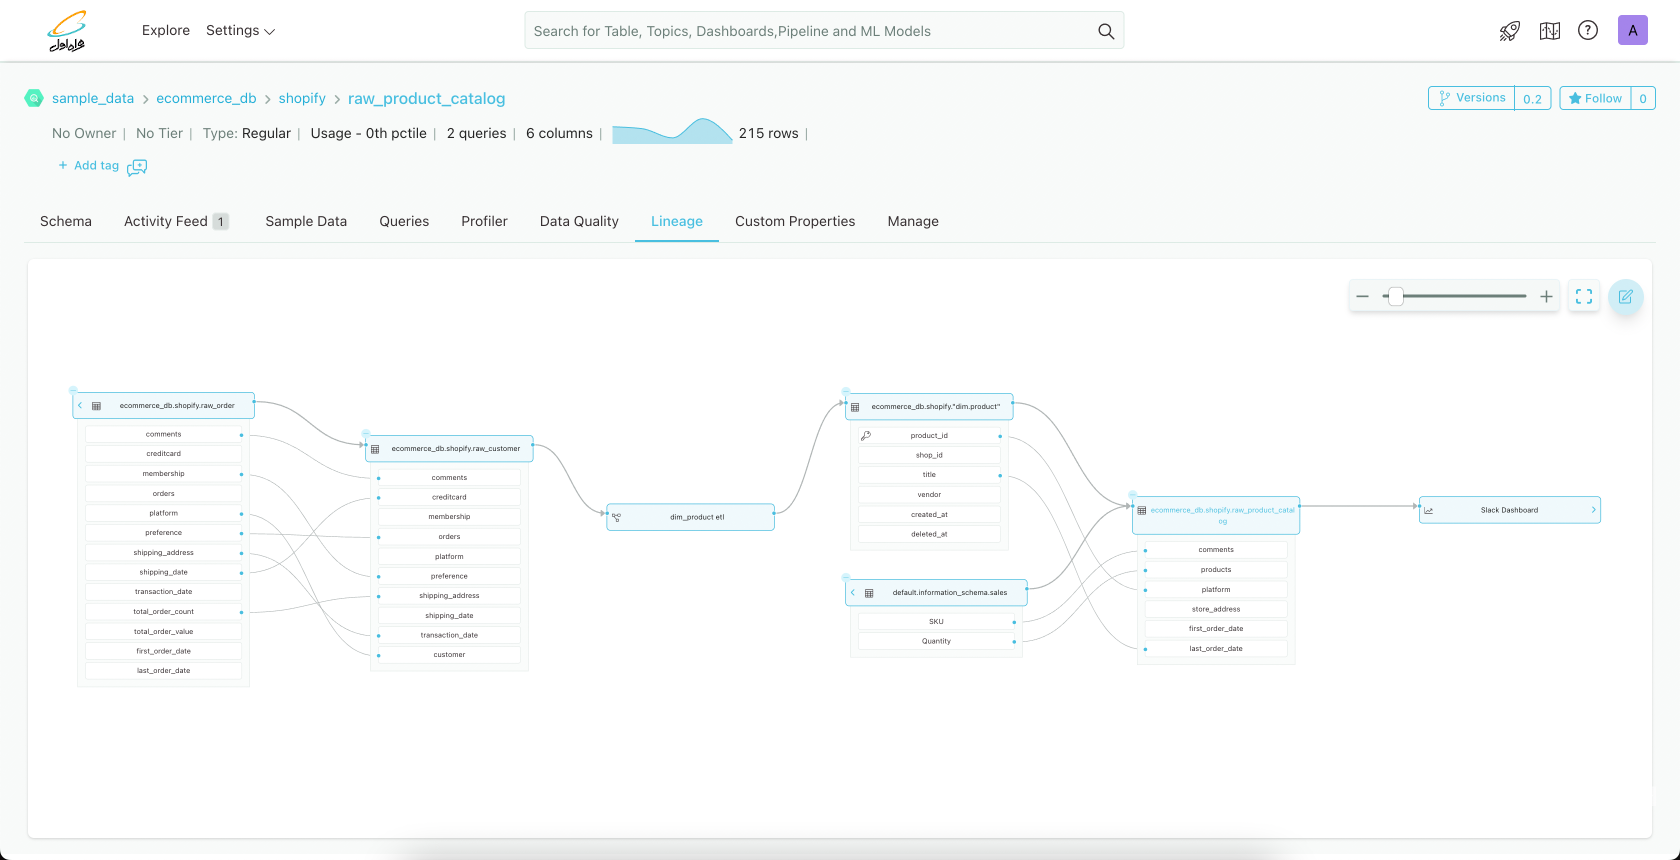 Explore Settings
Search for Table, Topics, Dashboards,Pipeline and ML Models
A
sample_data > ecommerce_db > shopify > raw_product_catalog
Versions 0.2
Follow 0
No Owner | No Tier | Type: Regular | Usage - 0th pctile | 2 queries | 6 columns | 215 rows |
+ Add tag
Schema Activity Feed 1 Sample Data Queries Profiler Data Quality Lineage Custom Properties Manage
ecommerce_db.shopify.raw_order
comments
creditcard
membership
orders
platform
preference
shipping_address
shipping_date
transaction_date
total_order_count
total_order_value
first_order_date
last_order_date
ecommerce_db.shopify.raw_customer
comments
creditcard
membership
orders
platform
preference
shipping_address
shipping_date
transaction_date
customer
dim_product etl
ecommerce_db.shopify."dim.product"
product_id
shop_id
title
vendor
created_at
deleted_at
default.information_schema.sales
SKU
Quantity
ecommerce_db.shopify.raw_product_catal
og
comments
products
platform
store_address
first_order_date
last_order_date
Slack Dashboard